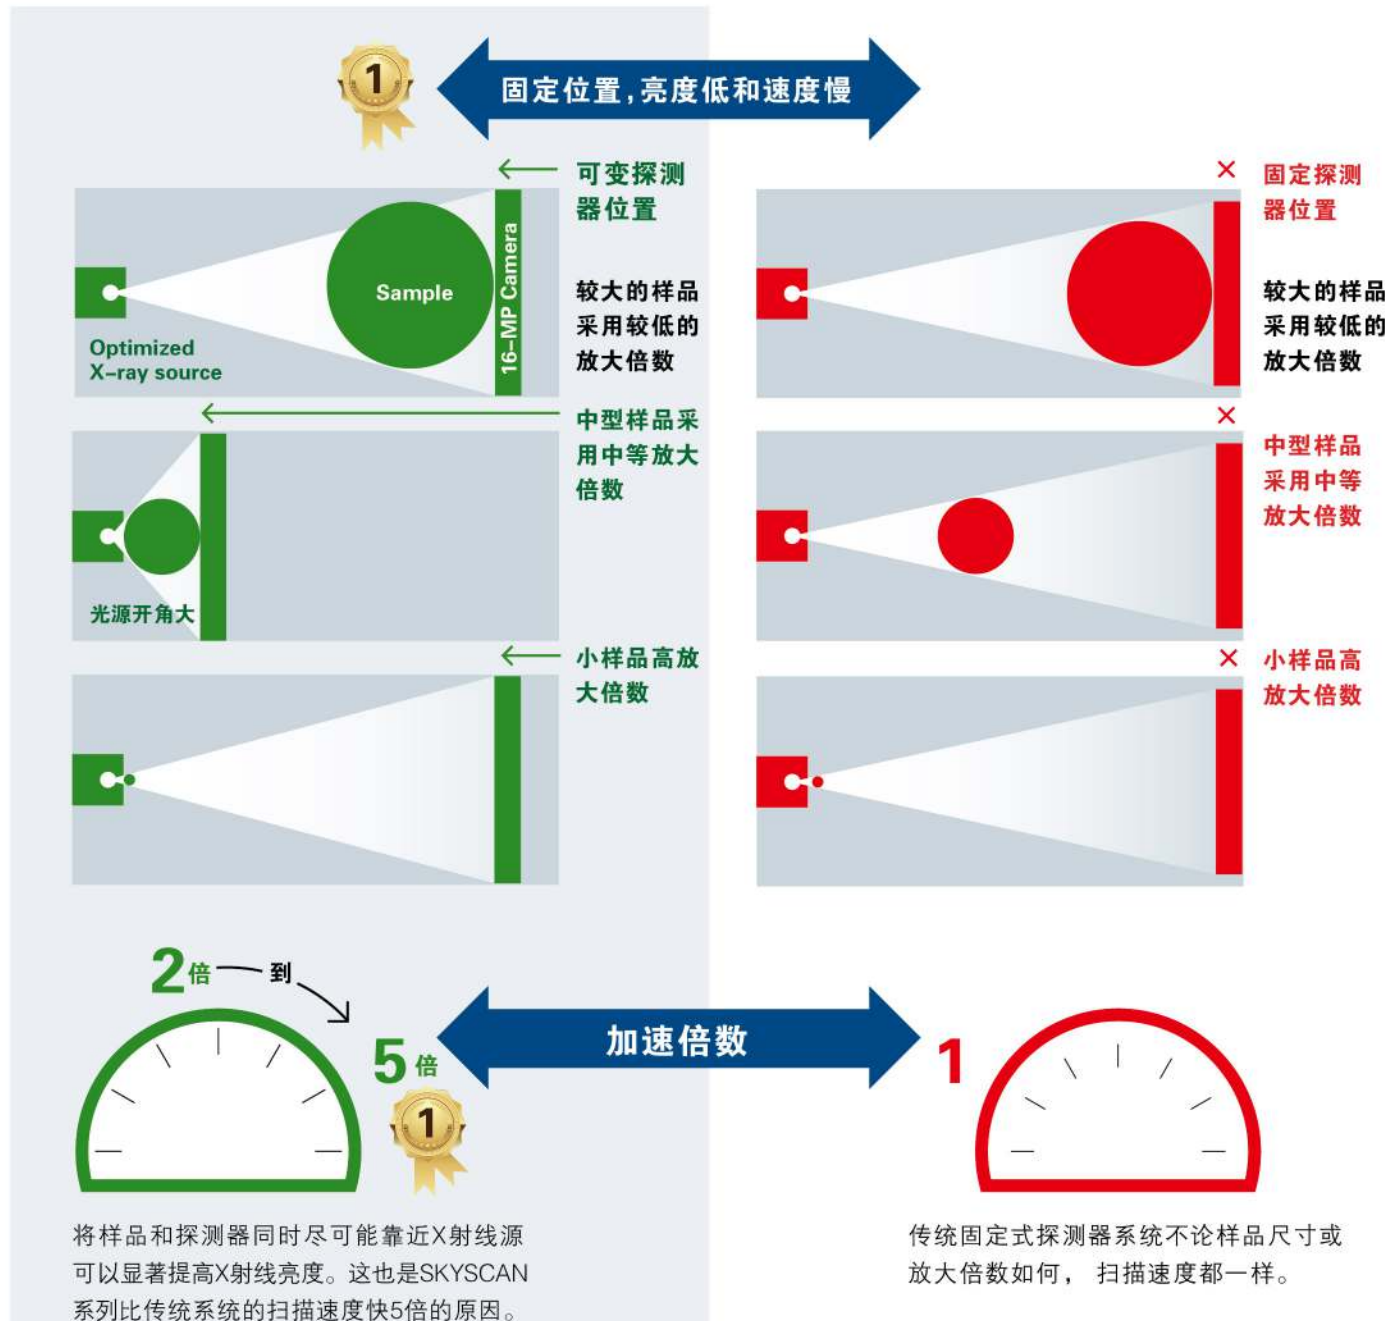 1
固定位置,亮度低和速度慢
可变探测
器位置
Sample
16-MP Camera
Optimized
X-ray source
较大的样品
采用较低的
放大倍数
固定探测
器位置
较大的样品
采用较低的
放大倍数
中型样品采
用中等放大
倍数
光源开角大
中型样品
采用中等
放大倍数
小样品高放
大倍数
小样品高
放大倍数
2倍 到
5倍
1
加速倍数
1
将样品和探测器同时尽可能靠近X射线源
可以显著提高X射线亮度。这也是SKYSCAN
系列比传统系统的扫描速度快5倍的原因。
传统固定式探测器系统不论样品尺寸或
放大倍数如何， 扫描速度都一样。